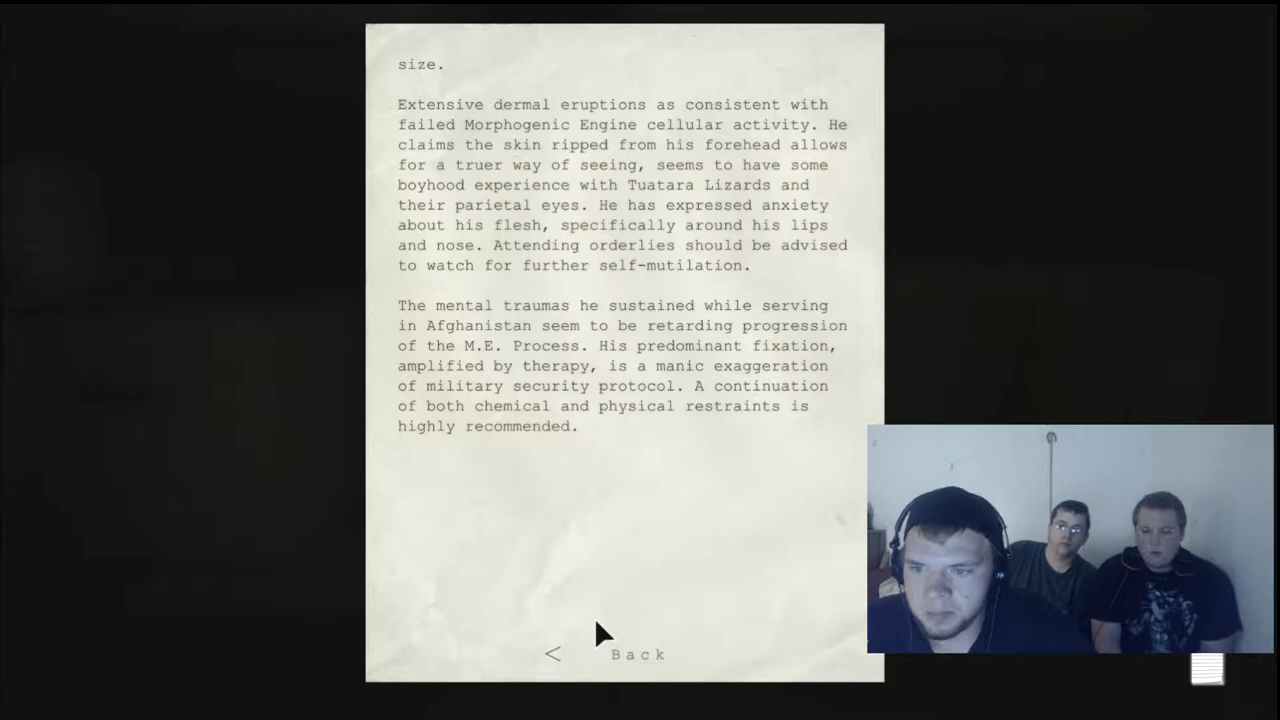 size.
Extensive dermal eruptions as consistent with
failed Morphogenic Engine cellular activity. He
claims the skin ripped from his forehead allows
for a truer way of seeing, seems to have some
boyhood experience with Tuatara Lizards and
their parietal eyes. He has expressed anxiety
about his flesh, specifically around his lips
and nose. Attending orderlies should be advised
to watch for further self-mutilation.
The mental traumas he sustained while serving
in Afghanistan seem to be retarding progression
of the M.E. Process. His predominant fixation,
amplified by therapy, is a manic exaggeration
of military security protocol. A continuation
of both chemical and physical restraints is
highly recommended.
< Back